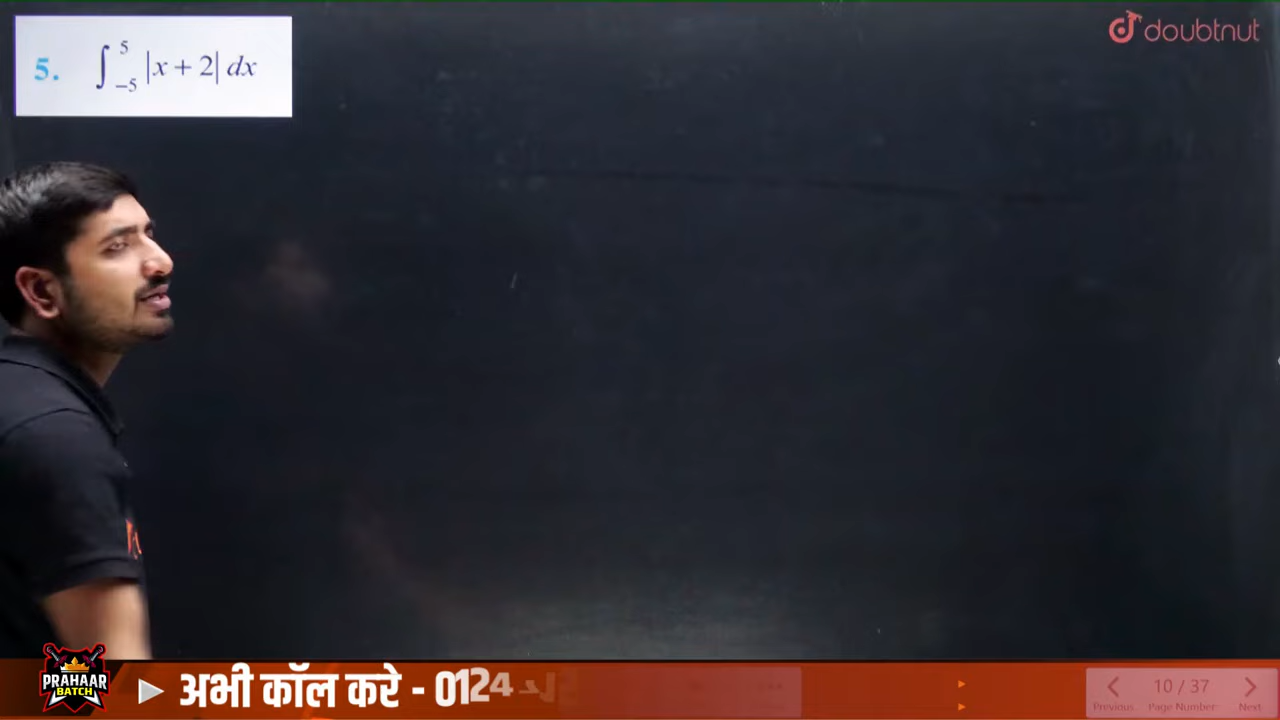 5. ∫₋₅⁵ |x + 2| dx
doubtnut
PRAHAAR
BATCH
अभी कॉल करे - 0124
10 / 37
Previous Page Number Next